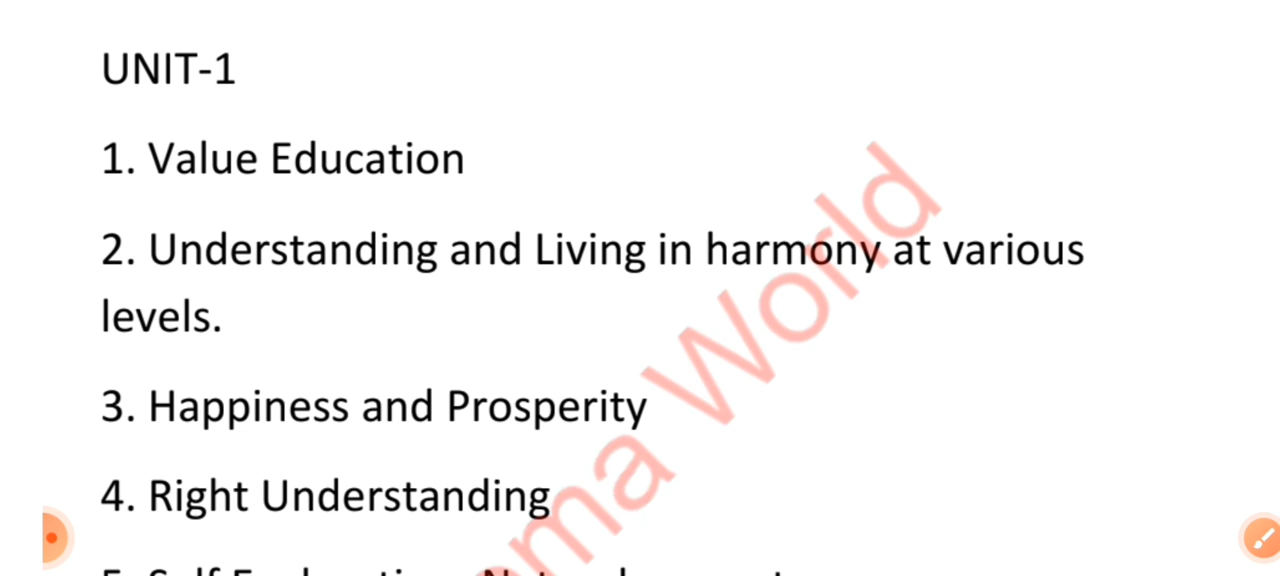 UNIT-1
1. Value Education
2. Understanding and Living in harmony at various
levels.
3. Happiness and Prosperity
4. Right Understanding
World